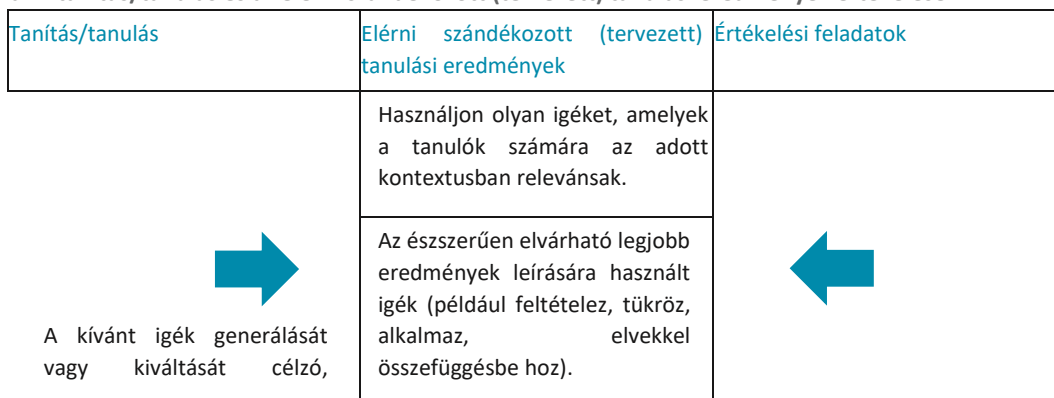 Tanítás/tanulás
Elérni szándékozott (tervezett)
tanulási eredmények
Értékelési feladatok
Használjon olyan igéket, amelyek
a tanulók számára az adott
kontextusban relevánsak.
Az észszerűen elvárható legjobb
eredmények leírására használt
igék (például feltételez, tükröz,
alkalmaz, elvekkel
összefüggésbe hoz).
A kívánt igék generálását
vagy kiváltását célzó,